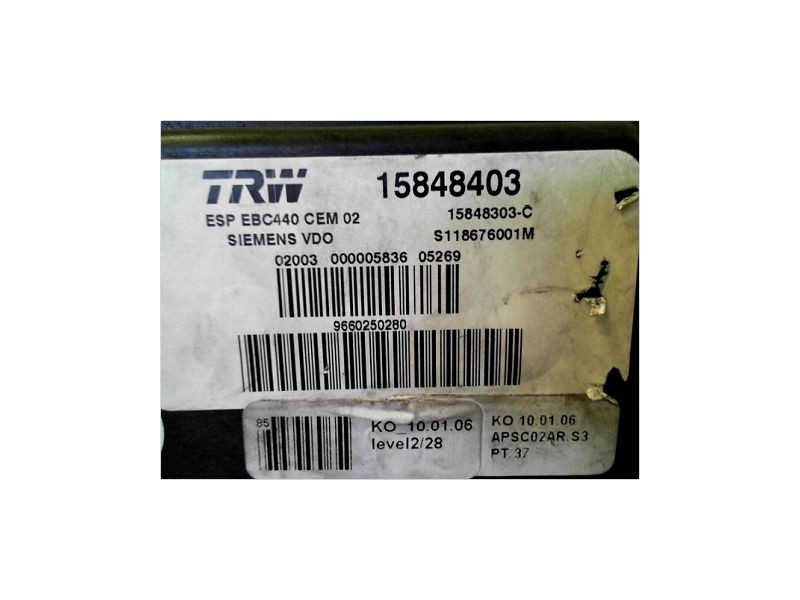 TRW 15848403
ESP EBC440 CEM 02 15848303-C
SIEMENS VDO S118676001M
02003 000005836 05269
9660250280
85 KO_10.01.06
level2/28
KO 10.01.06
APSC02AR.S3
PT 37